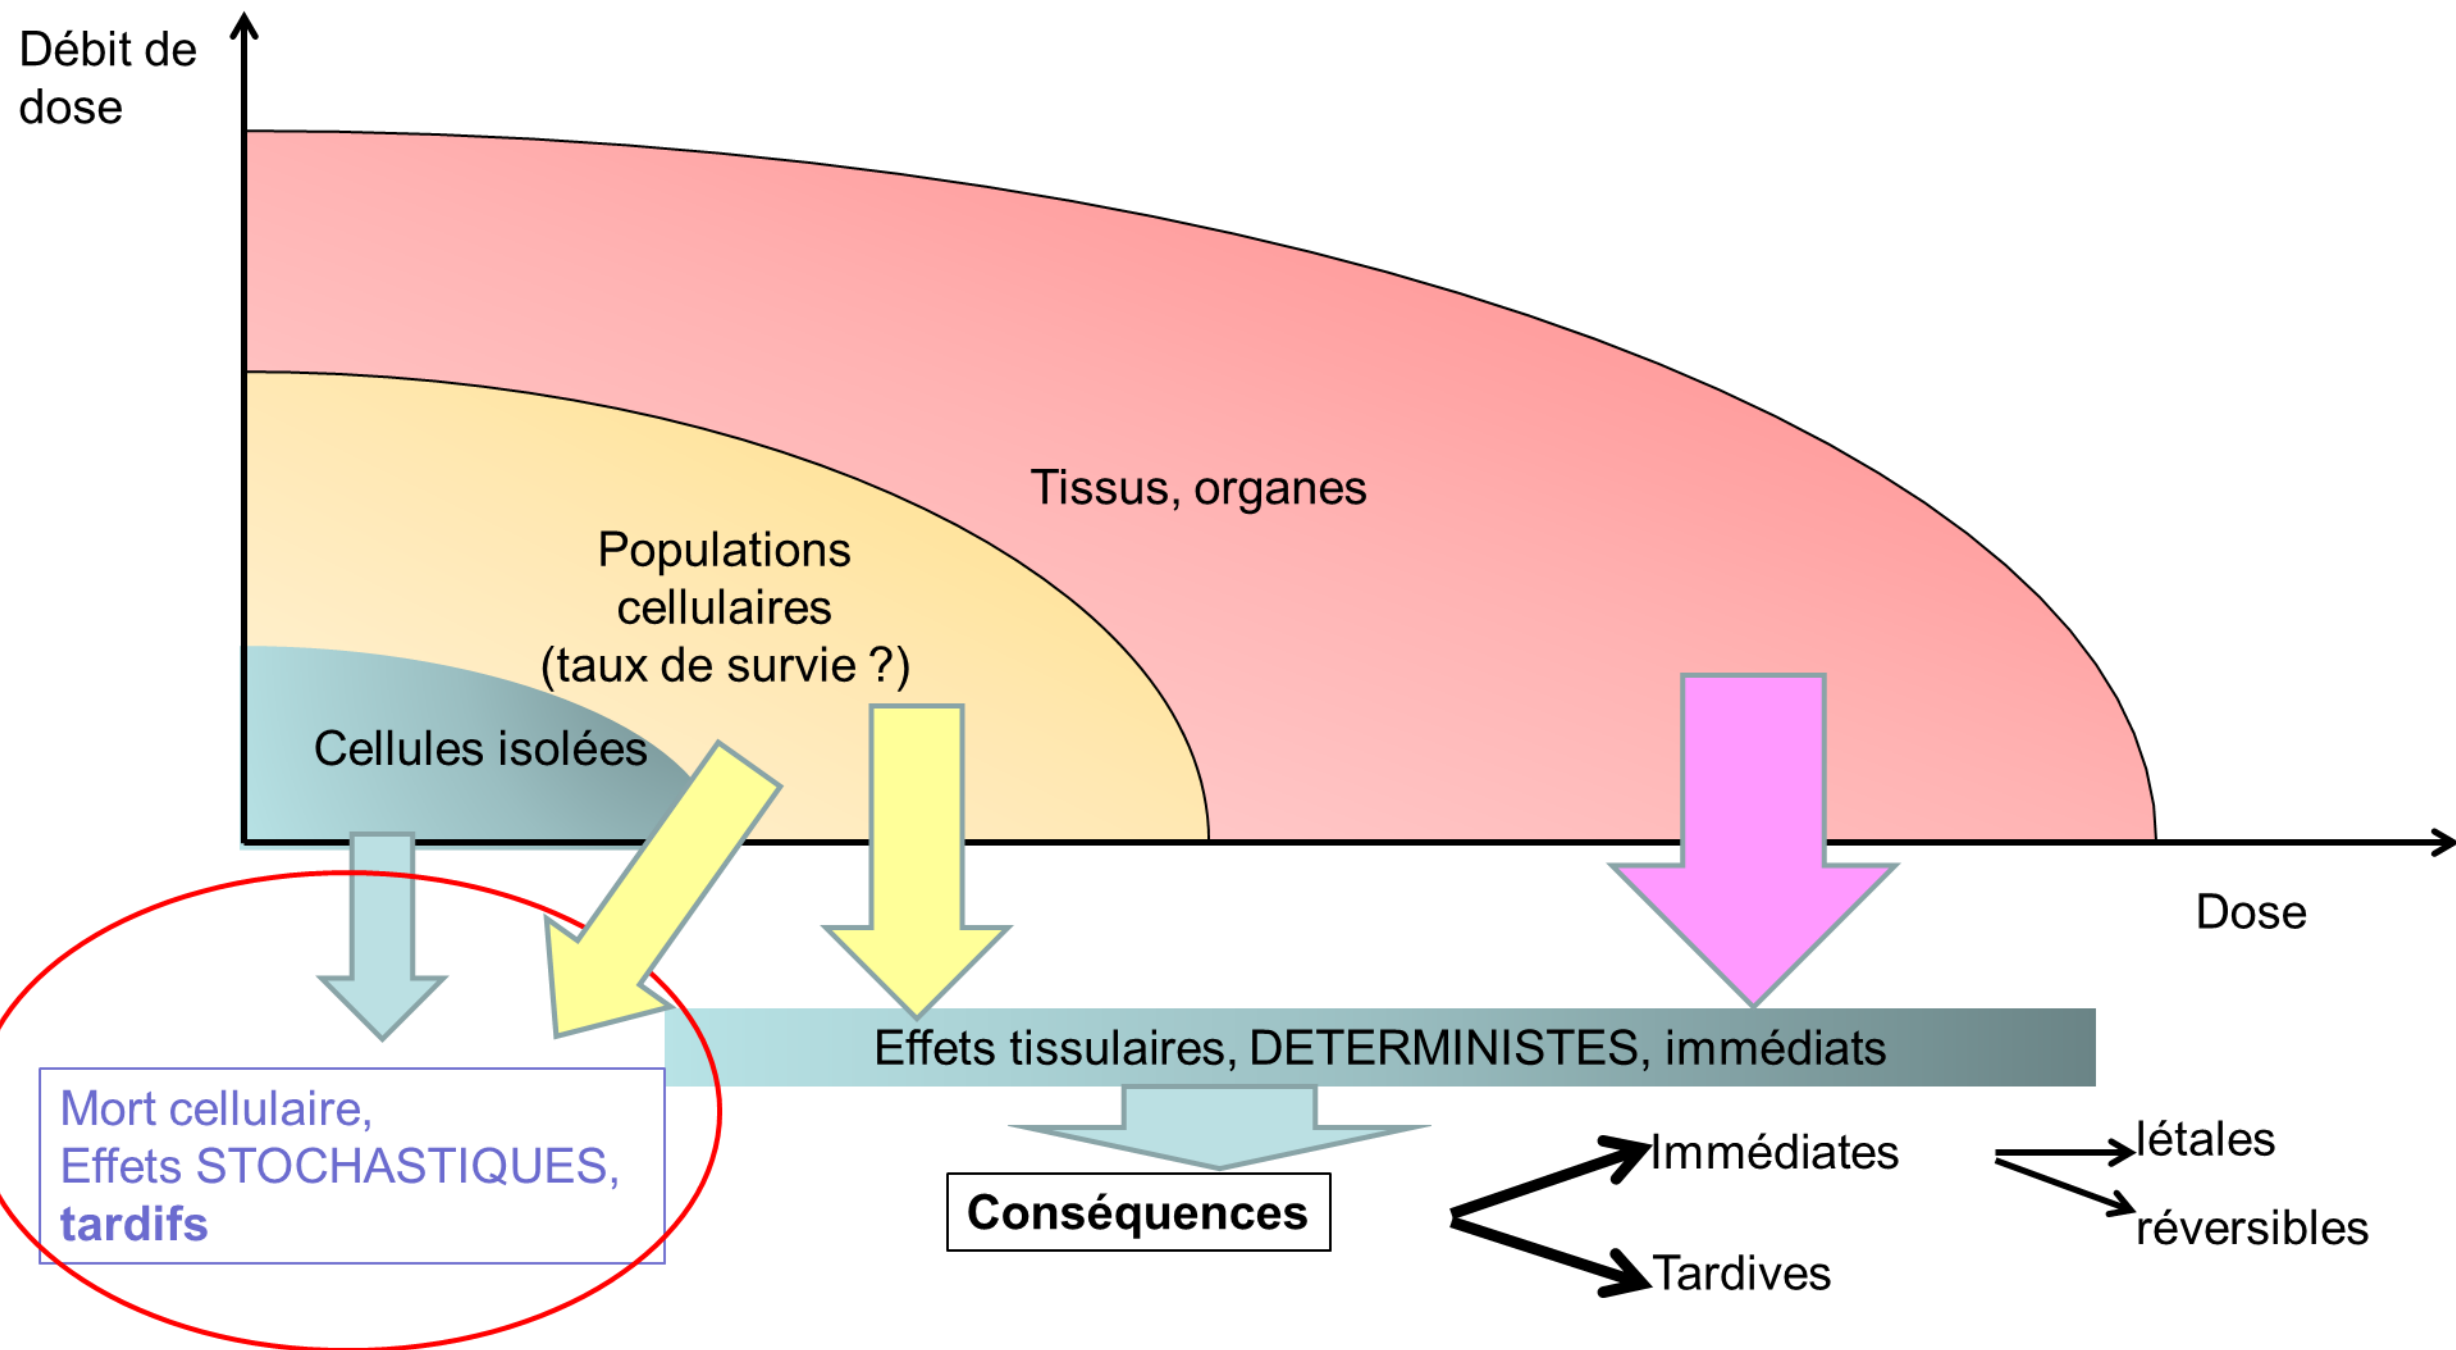 Débit de
dose
Tissus, organes
Populations
cellulaires
(taux de survie ?)
Cellules isolées
Dose
Effets tissulaires, DETERMINISTES, immédiats
Mort cellulaire,
Effets STOCHASTIQUES,
tardifs
Conséquences
Immédiates
létales
réversibles
Tardives